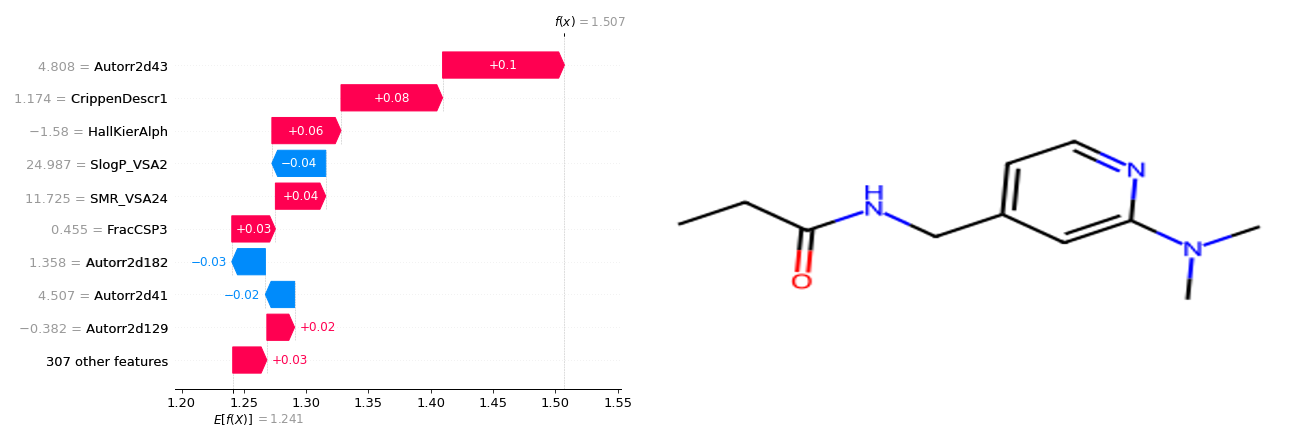 f(x) = 1.507
4.808 = Autorr2d43
+0.1
1.174 = CrippenDescr1
+0.08
−1.58 = HallKierAlph
+0.06
24.987 = SlogP_VSA2
−0.04
11.725 = SMR_VSA24
+0.04
0.455 = FracCSP3
+0.03
1.358 = Autorr2d182
−0.03
4.507 = Autorr2d41
−0.02
−0.382 = Autorr2d129
+0.02
307 other features
+0.03
1.20 1.25 1.30 1.35 1.40 1.45 1.50 1.55
E[f(X)] = 1.241
H
N
O
N
N